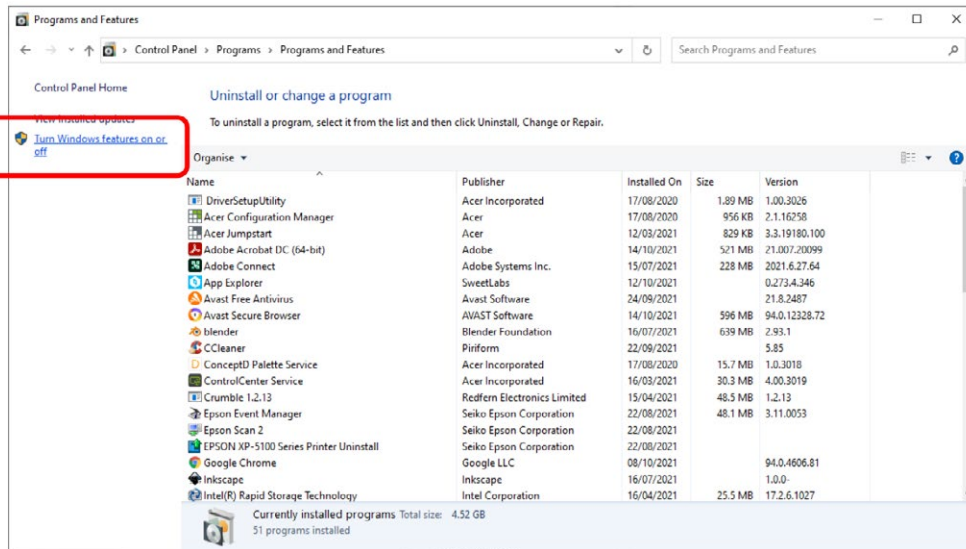 Programs and Features
Control Panel > Programs > Programs and Features
Search Programs and Features
Control Panel Home
View installed updates
Turn Windows features on or
off
Uninstall or change a program
To uninstall a program, select it from the list and then click Uninstall, Change or Repair.
Organise
Name Publisher Installed On Size Version
DriverSetupUtility Acer Incorporated 17/08/2020 1.89 MB 1.00.3026
Acer Configuration Manager Acer 17/08/2020 956 KB 2.1.16258
Acer Jumpstart Acer 12/03/2021 829 KB 3.3.19180.100
Adobe Acrobat DC (64-bit) Adobe 14/10/2021 521 MB 21.007.20099
Adobe Connect Adobe Systems Inc. 15/07/2021 228 MB 2021.6.27.64
App Explorer SweetLabs 12/10/2021 0.273.4.346
Avast Free Antivirus Avast Software 24/09/2021 21.8.2487
Avast Secure Browser AVAST Software 14/10/2021 596 MB 94.0.12328.72
blender Blender Foundation 16/07/2021 639 MB 2.93.1
CCleaner Piriform 22/09/2021 5.85
ConceptD Palette Service Acer Incorporated 17/08/2020 15.7 MB 1.0.3018
ControlCenter Service Acer Incorporated 16/03/2021 30.3 MB 4.00.3019
Crumble 1.2.13 Redfern Electronics Limited 15/04/2021 48.5 MB 1.2.13
Epson Event Manager Seiko Epson Corporation 22/08/2021 48.1 MB 3.11.0053
Epson Scan 2 Seiko Epson Corporation 22/08/2021
EPSON XP-5100 Series Printer Uninstall Seiko Epson Corporation 22/08/2021
Google Chrome Google LLC 08/10/2021 94.0.4606.81
Inkscape Inkscape 16/07/2021 1.0.0-
Intel(R) Rapid Storage Technology Intel Corporation 16/04/2021 25.5 MB 17.2.6.1027
Currently installed programs Total size: 4.52 GB
51 programs installed